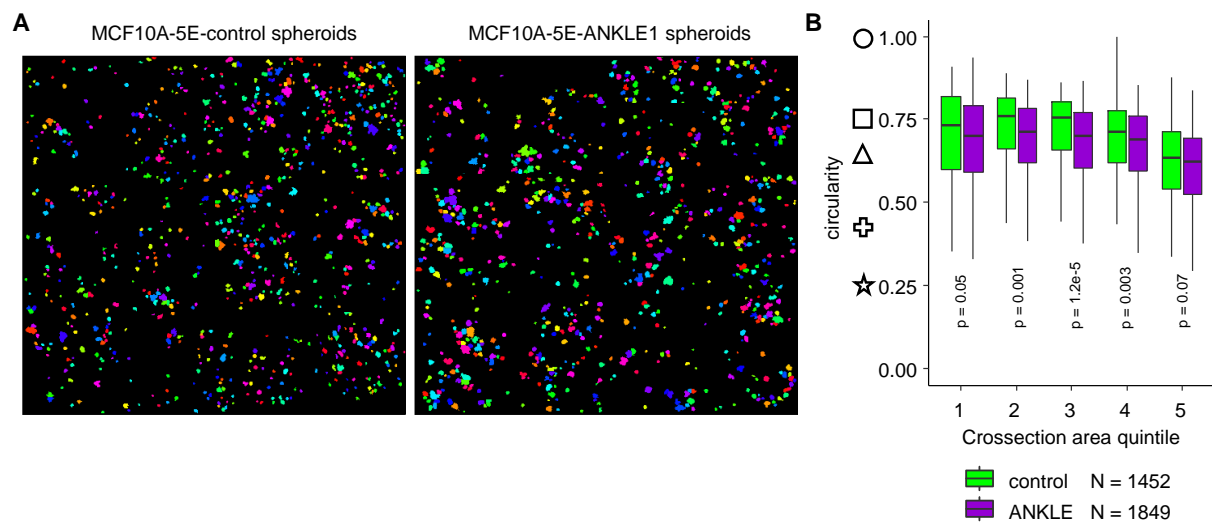 A
MCF10A-5E-control spheroids
MCF10A-5E-ANKLE1 spheroids
B
circularity
1.00
0.75
0.50
0.25
0.00
p = 0.05
p = 0.001
p = 1.2e-5
p = 0.003
p = 0.07
1 2 3 4 5
Crossection area quintile
control N = 1452
ANKLE N = 1849